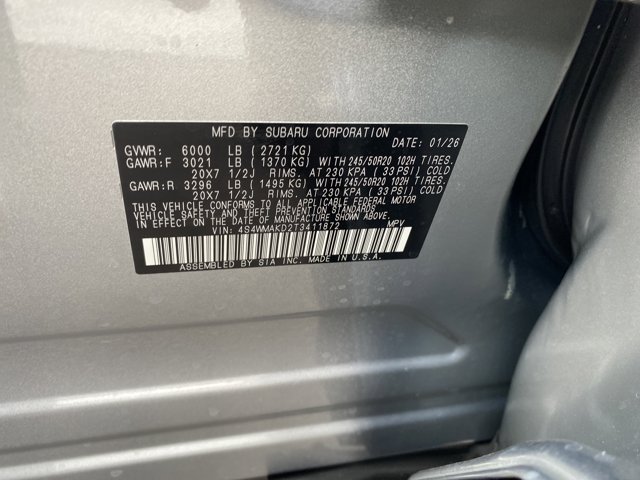 MFD BY SUBARU CORPORATION
DATE: 01/26
GVWR: 6000 LB ( 2721 KG)
GAWR:F 3021 LB ( 1370 KG) WITH 245/50R20 102H TIRES.
20X7 1/2J RIMS. AT 230 KPA ( 33 PSI) COLD
GAWR:R 3296 LB ( 1495 KG) WITH 245/50R20 102H TIRES.
20X7 1/2J RIMS. AT 230 KPA ( 33 PSI) COLD
THIS VEHICLE CONFORMS TO ALL APPLICABLE FEDERAL MOTOR
VEHICLE SAFETY AND THEFT PREVENTION STANDARDS
IN EFFECT ON THE DATE OF MANUFACTURE SHOWN ABOVE.
VIN: 4S4WMAKD2T3411872 MPV
ASSEMBLED BY SIA INC. MADE IN U.S.A.